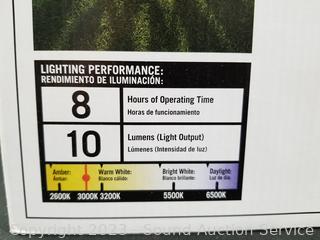 LIGHTING PERFORMANCE:
RENDIMIENTO DE ILUMINACIÓN:
8
Hours of Operating Time
Horas de funcionamiento
10
Lumens (Light Output)
Lúmenes (Intensidad de luz)
Amber: Warm White: Bright White: Daylight:
Ámbar: Blanco cálido: Blanco brillante: Luz de día:
2600K 3000K 3200K 5500K 6500K
Copyright 2023 - Sound Auction Service